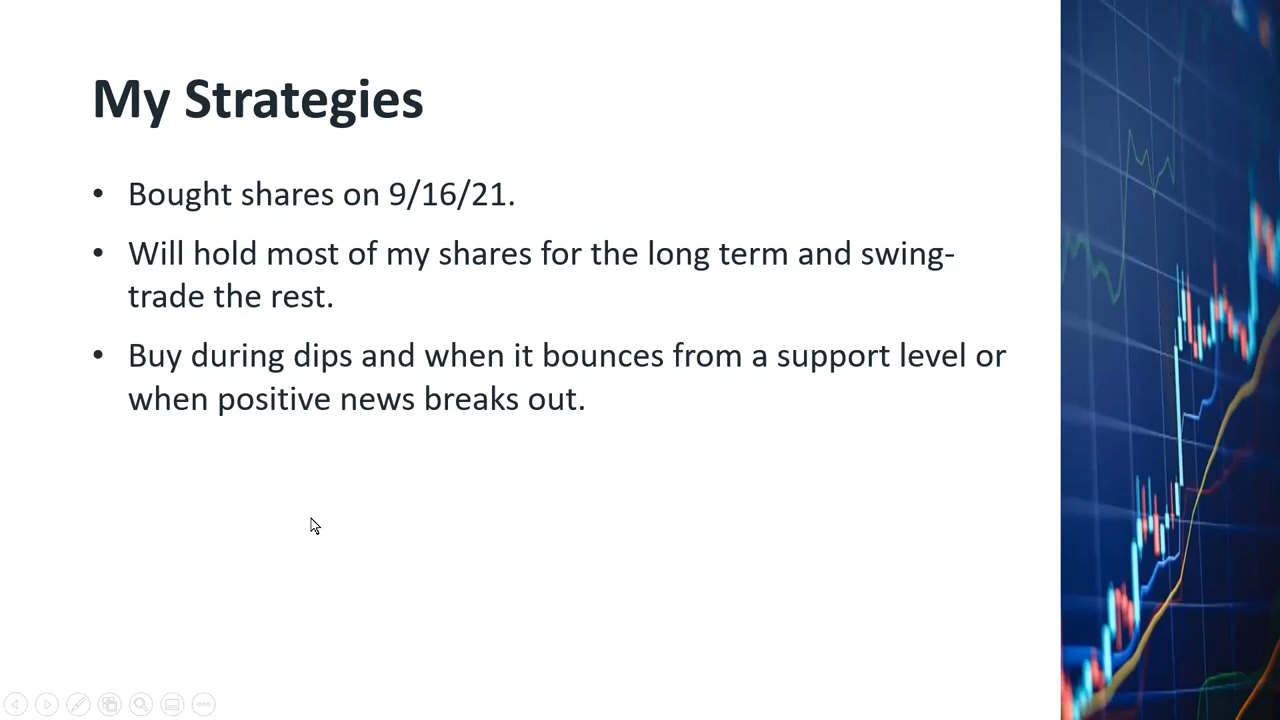 My Strategies
• Bought shares on 9/16/21.
• Will hold most of my shares for the long term and swing-
trade the rest.
• Buy during dips and when it bounces from a support level or
when positive news breaks out.